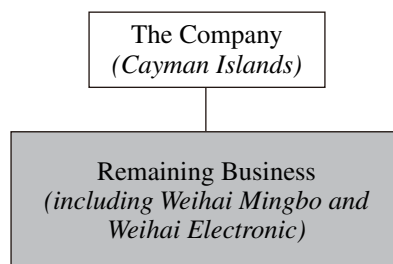 The Company
(Cayman Islands)
Remaining Business
(including Weihai Mingbo and
Weihai Electronic)